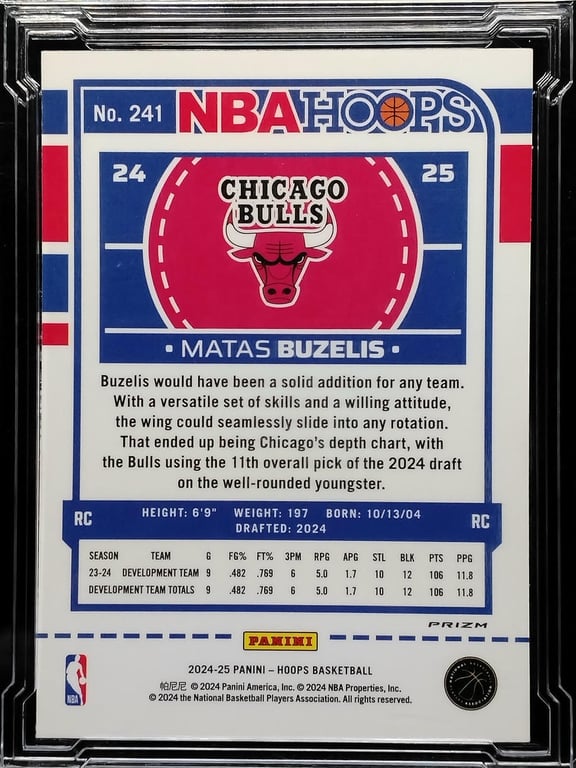 No. 241 NBA HOOPS
24 25
CHICAGO
BULLS
• MATAS BUZELIS •
Buzelis would have been a solid addition for any team.
With a versatile set of skills and a willing attitude,
the wing could seamlessly slide into any rotation.
That ended up being Chicago's depth chart, with
the Bulls using the 11th overall pick of the 2024 draft
on the well-rounded youngster.
RC HEIGHT: 6'9" WEIGHT: 197 BORN: 10/13/04 RC
DRAFTED: 2024
SEASON TEAM G FG% FT% 3PM RPG APG STL BLK PTS PPG
23-24 DEVELOPMENT TEAM 9 .482 .769 6 5.0 1.7 10 12 106 11.8
DEVELOPMENT TEAM TOTALS 9 .482 .769 6 5.0 1.7 10 12 106 11.8
PRIZM
PANINI
2024-25 PANINI – HOOPS BASKETBALL
帕尼尼 © 2024 Panini America, Inc. © 2024 NBA Properties, Inc.
© 2024 the National Basketball Players Association. All rights reserved.
NBA